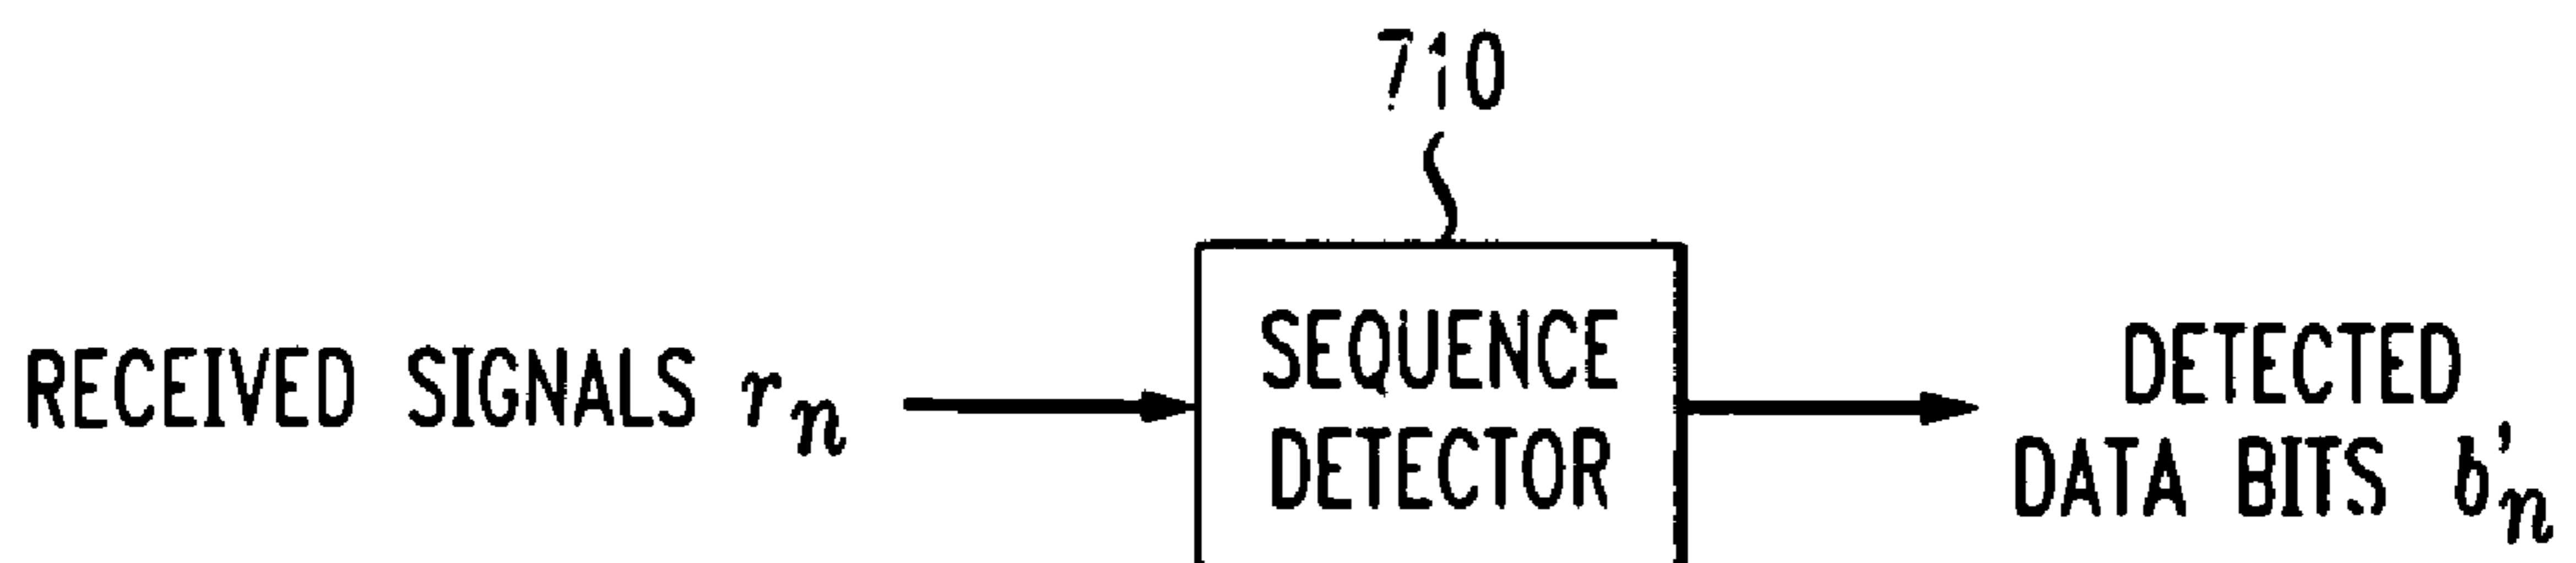 710
RECEIVED SIGNALS rₙ
SEQUENCE
DETECTOR
DETECTED
DATA BITS b'ₙ